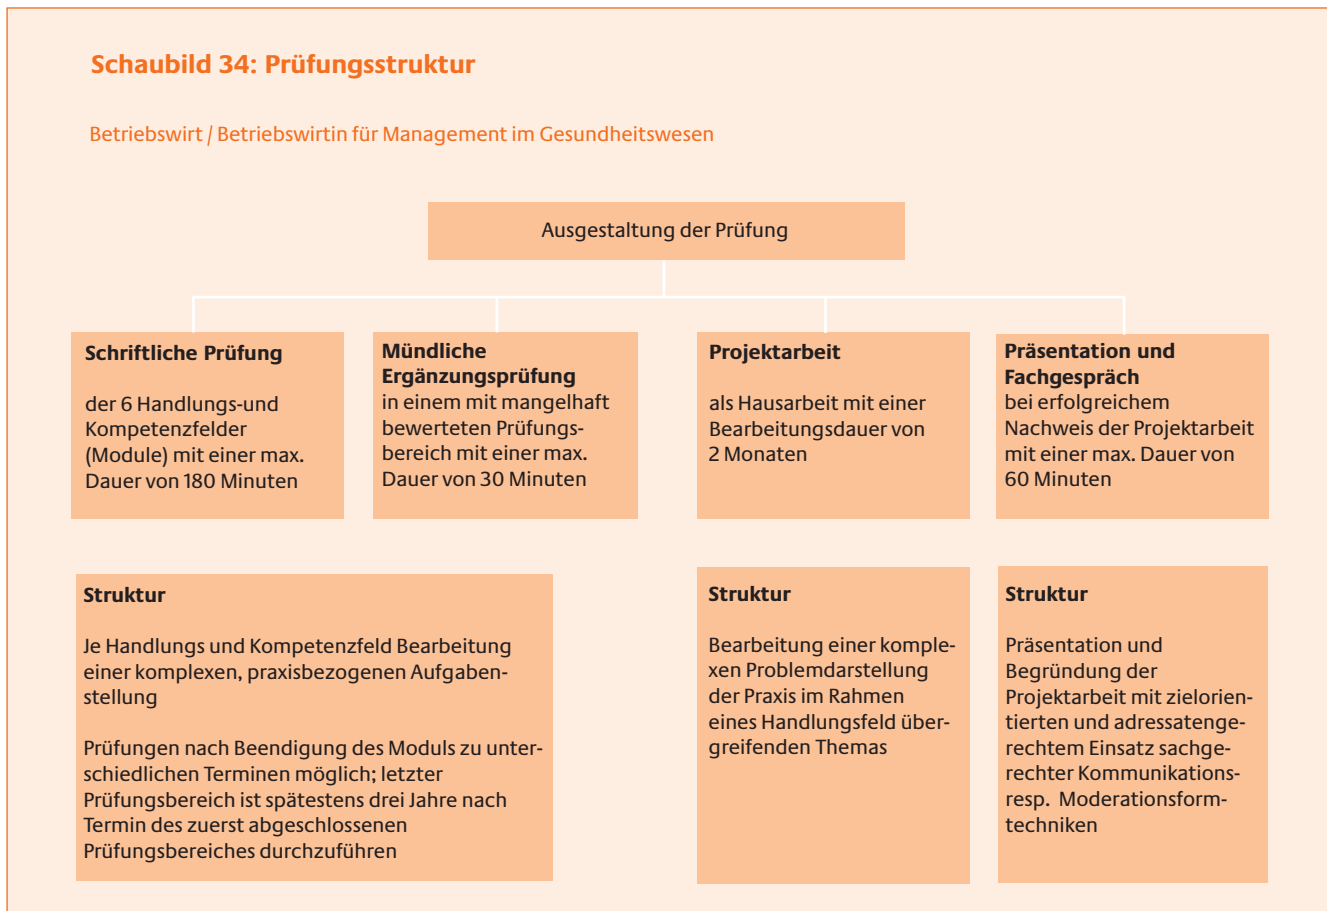 Schaubild 34: Prüfungsstruktur
Betriebswirt / Betriebswirtin für Management im Gesundheitswesen
Ausgestaltung der Prüfung
Schriftliche Prüfung
der 6 Handlungs-und
Kompetenzfelder
(Module) mit einer max.
Dauer von 180 Minuten
Mündliche
Ergänzungsprüfung
in einem mit mangelhaft
bewerteten Prüfungs-
bereich mit einer max.
Dauer von 30 Minuten
Projektarbeit
als Hausarbeit mit einer
Bearbeitungsdauer von
2 Monaten
Präsentation und
Fachgespräch
bei erfolgreichem
Nachweis der Projektarbeit
mit einer max. Dauer von
60 Minuten
Struktur
Je Handlungs und Kompetenzfeld Bearbeitung
einer komplexen, praxisbezogenen Aufgaben-
stellung
Prüfungen nach Beendigung des Moduls zu unter-
schiedlichen Terminen möglich; letzter
Prüfungsbereich ist spätestens drei Jahre nach
Termin des zuerst abgeschlossenen
Prüfungsbereiches durchzuführen
Struktur
Bearbeitung einer komple-
xen Problemdarstellung
der Praxis im Rahmen
eines Handlungsfeld über-
greifenden Themas
Struktur
Präsentation und
Begründung der
Projektarbeit mit zielorien-
tierten und adressatenge-
rechtem Einsatz sachge-
rechter Kommunikations-
resp. Moderationsform-
techniken